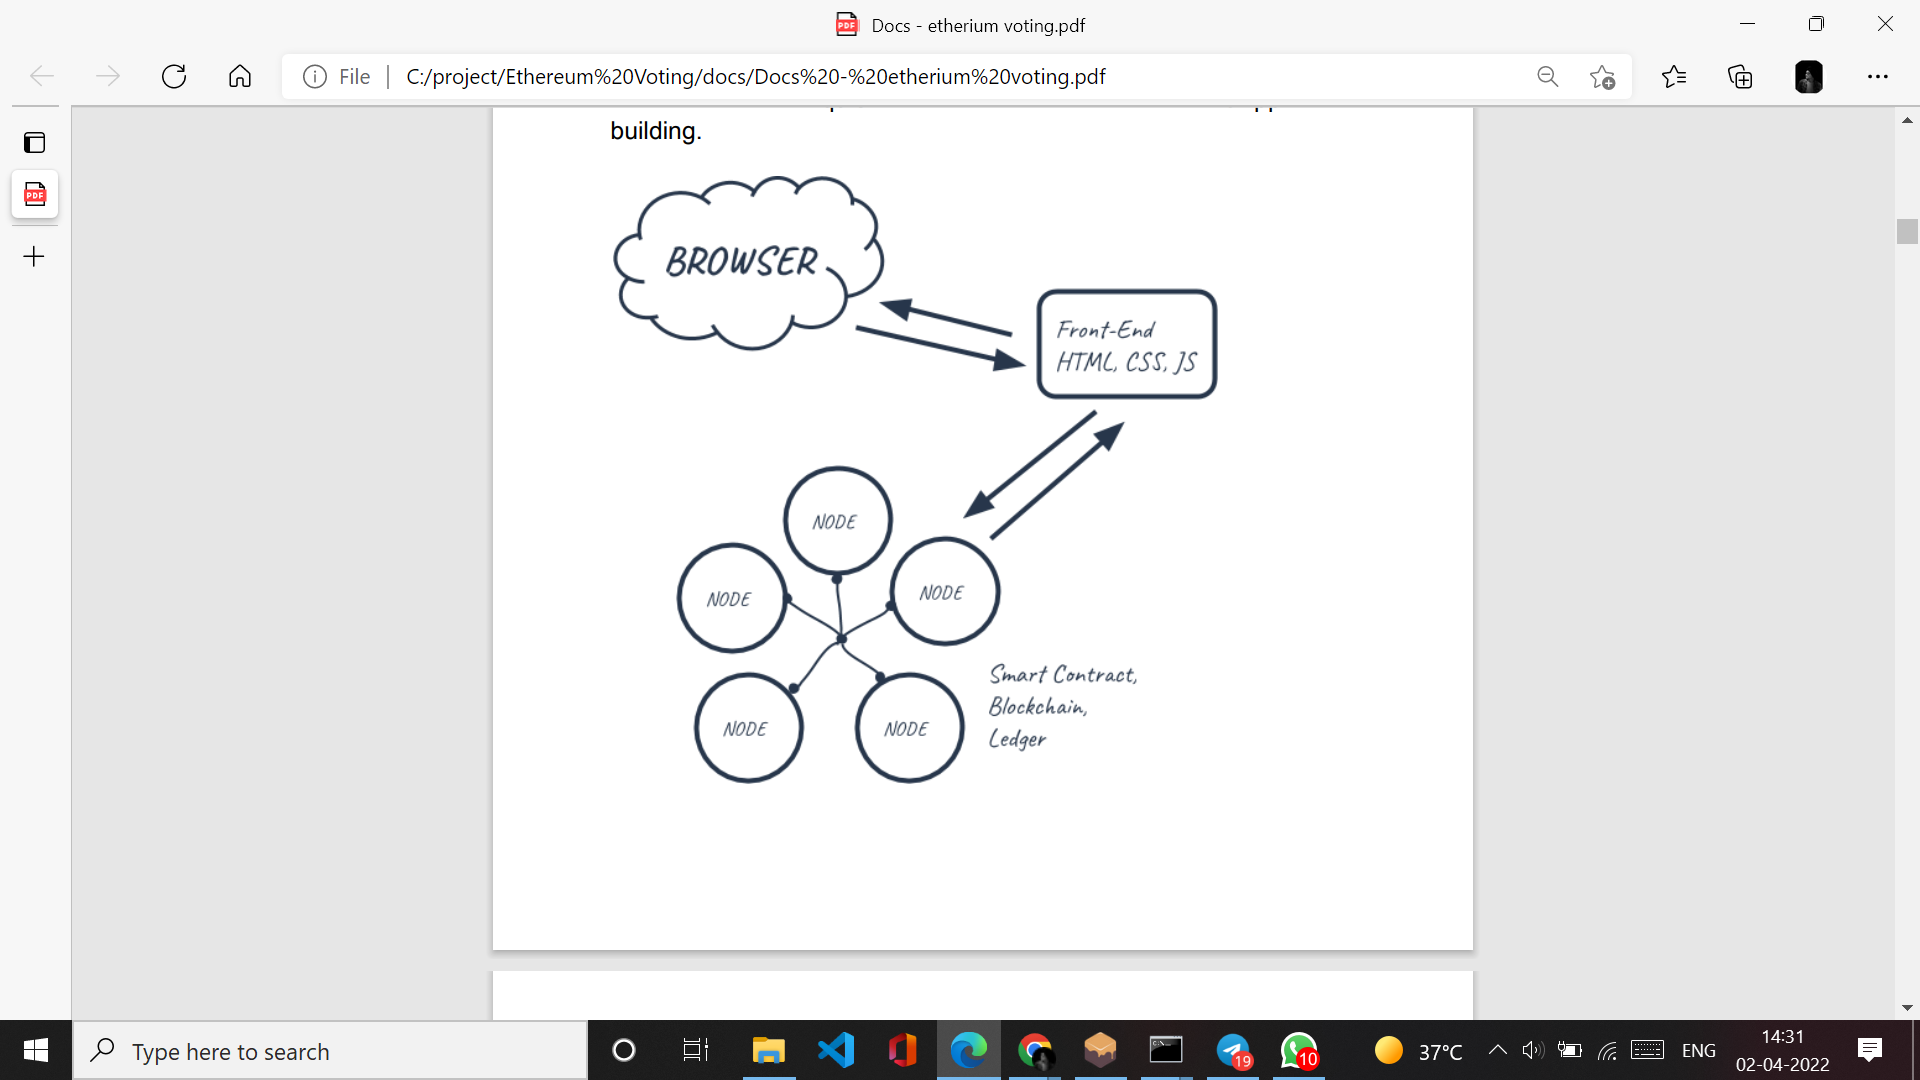 Docs - etherium voting.pdf
File
C:/project/Ethereum%20Voting/docs/Docs%20-%20etherium%20voting.pdf
building.
BROWSER
Front-End
HTML, CSS, JS
NODE
NODE
NODE
NODE
NODE
Smart Contract,
Blockchain,
Ledger
Type here to search
19
10
37°C
ENG
14:31
02-04-2022